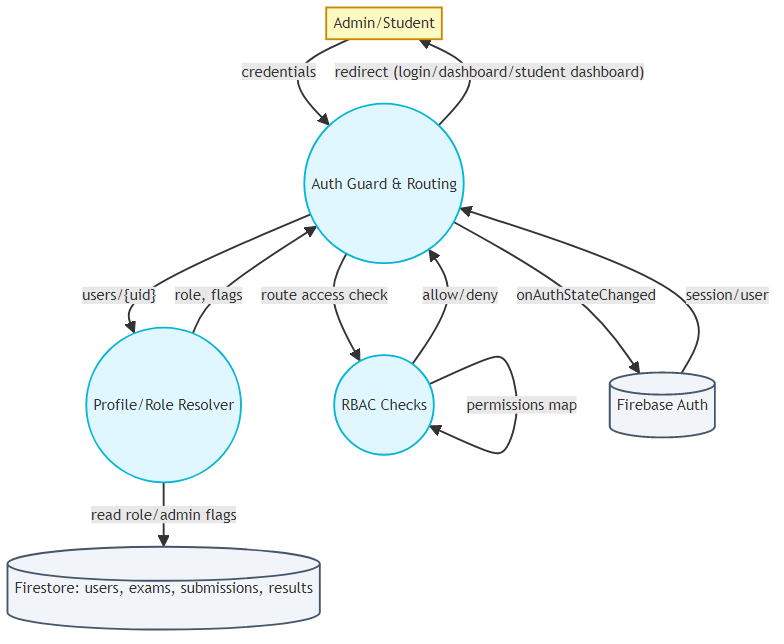 Admin/Student
credentials
redirect (login/dashboard/student dashboard)
Auth Guard & Routing
users/{uid}
role, flags
route access check
allow/deny
onAuthStateChanged
session/user
Profile/Role Resolver
RBAC Checks
permissions map
Firebase Auth
read role/admin flags
Firestore: users, exams, submissions, results